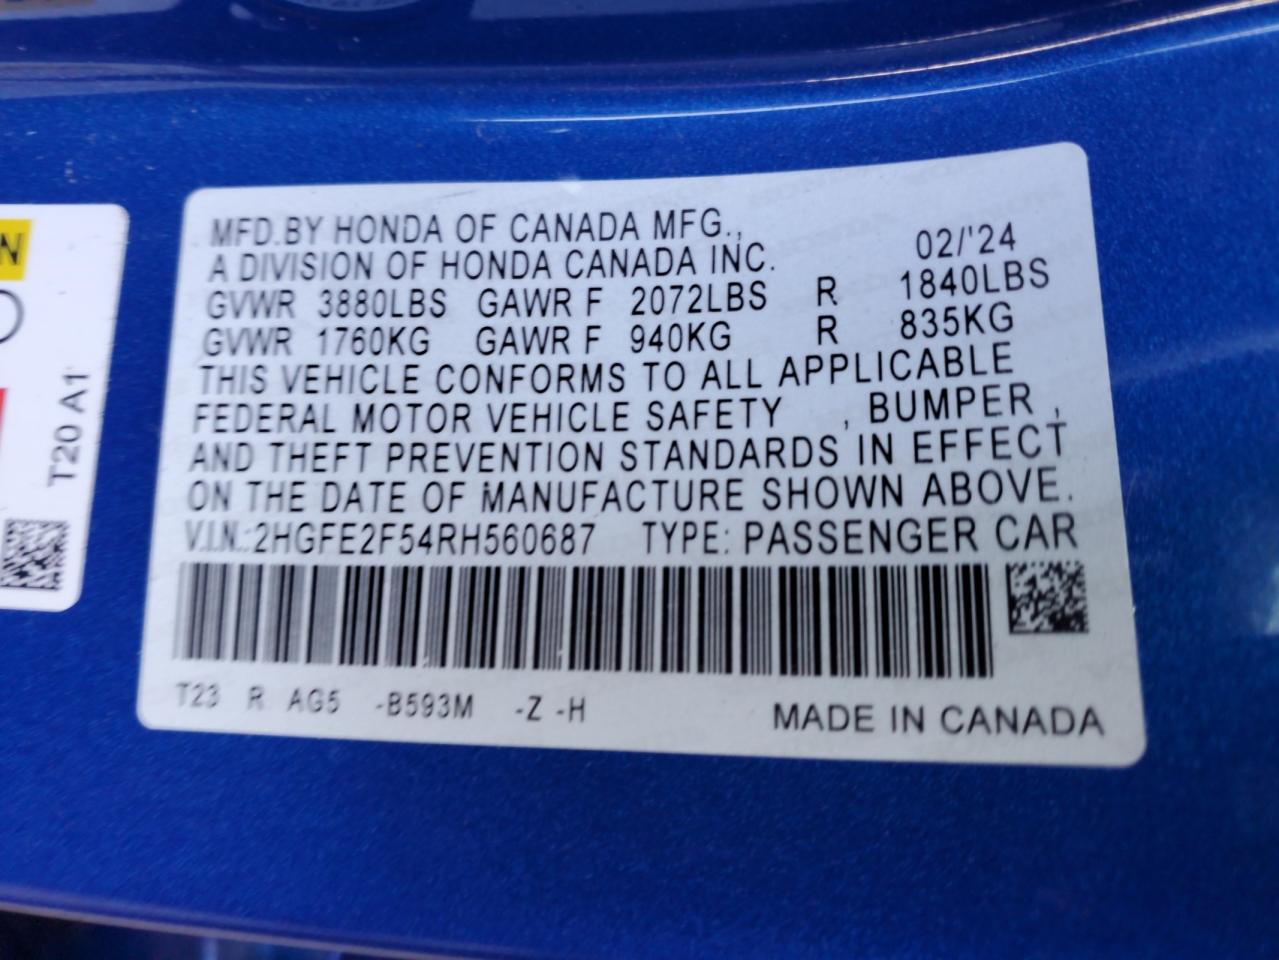 N
T20 A1
MFD.BY HONDA OF CANADA MFG., 02/'24
A DIVISION OF HONDA CANADA INC.
GVWR 3880LBS GAWR F 2072LBS R 1840LBS
GVWR 1760KG GAWR F 940KG R 835KG
THIS VEHICLE CONFORMS TO ALL APPLICABLE
FEDERAL MOTOR VEHICLE SAFETY , BUMPER ,
AND THEFT PREVENTION STANDARDS IN EFFECT
ON THE DATE OF MANUFACTURE SHOWN ABOVE.
V.I.N.:2HGFE2F54RH560687 TYPE: PASSENGER CAR
T23 R AG5 -B593M -Z -H
MADE IN CANADA